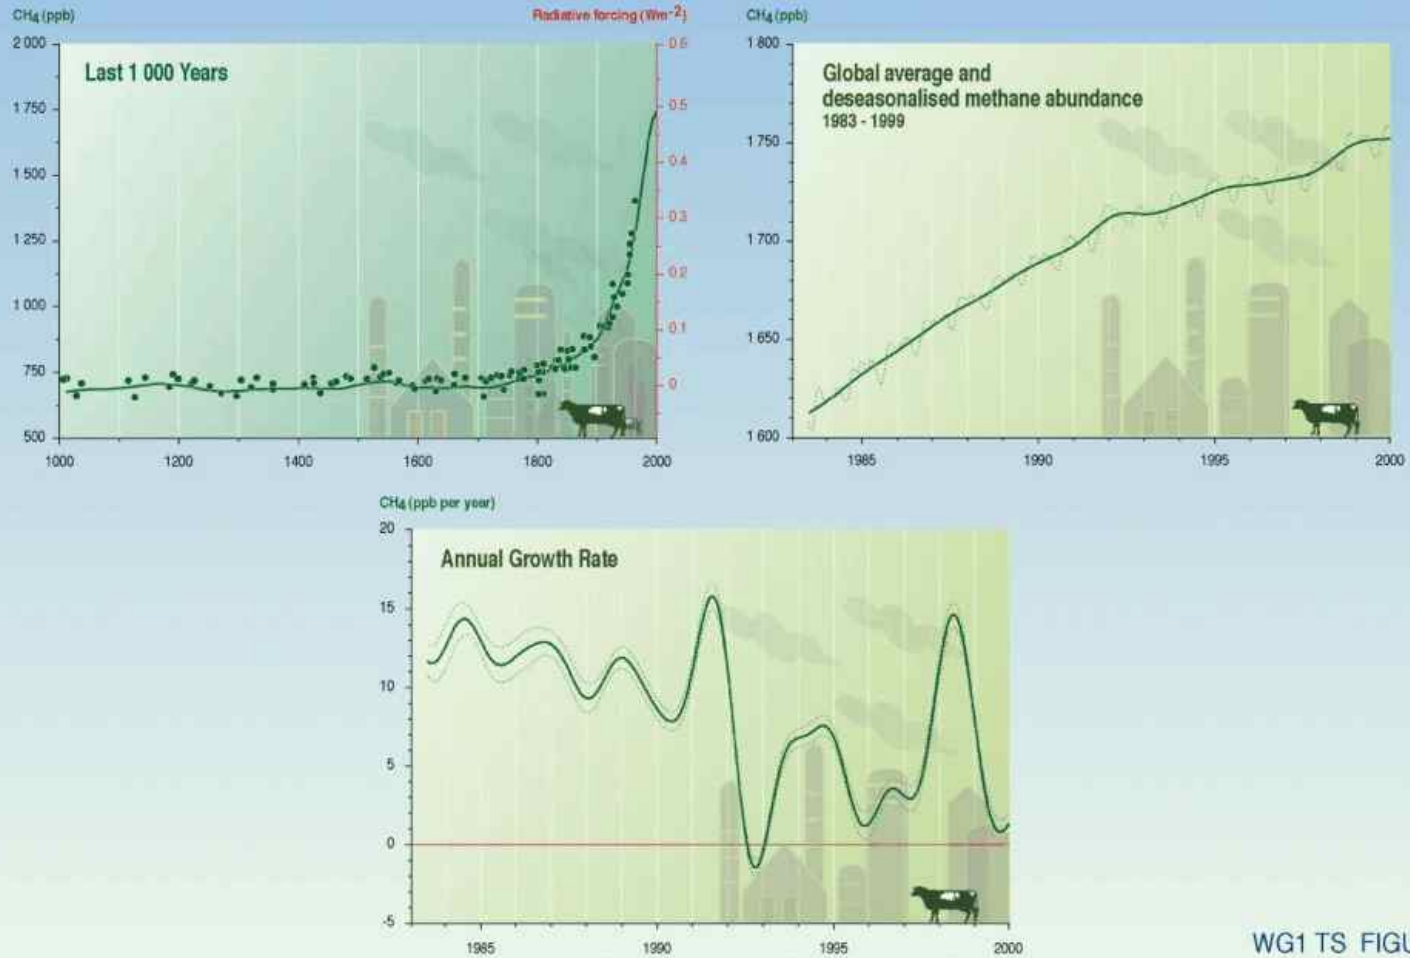 CH4 (ppb)
Radiative forcing (Wm-2)
Last 1 000 Years
2 000
1 750
1 500
1 250
1 000
750
500
0.6
0.5
0.4
0.3
0.2
0.1
0
1000 1200 1400 1600 1800 2000
CH4 (ppb)
Global average and
deseasonalised methane abundance
1983 - 1999
1 800
1 750
1 700
1 650
1 600
1985 1990 1995 2000
CH4 (ppb per year)
Annual Growth Rate
20
15
10
5
0
-5
1985 1990 1995 2000
WG1 TS FIGU